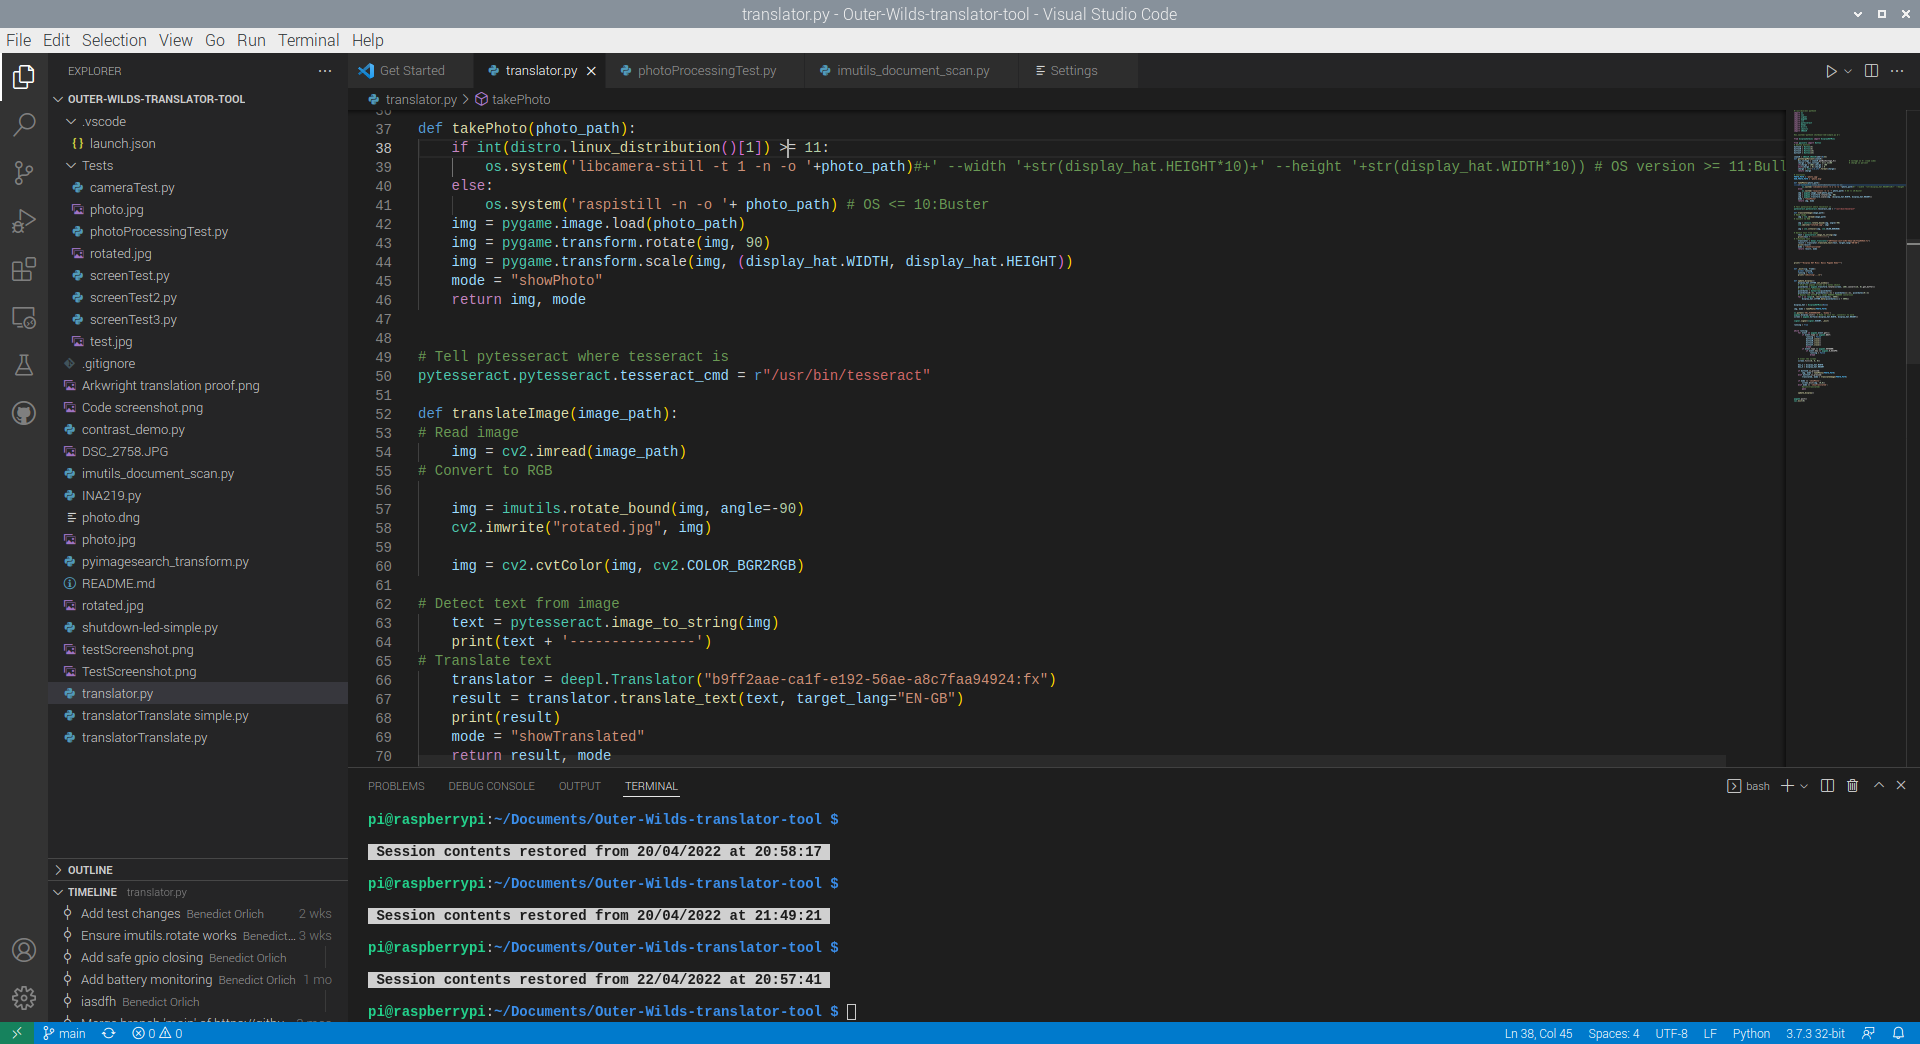 translator.py - Outer-Wilds-translator-tool - Visual Studio Code
File Edit Selection View Go Run Terminal Help
EXPLORER
OUTER-WILDS-TRANSLATOR-TOOL
.vscode
launch.json
Tests
cameraTest.py
photo.jpg
photoProcessingTest.py
rotated.jpg
screenTest.py
screenTest2.py
screenTest3.py
test.jpg
.gitignore
Arkwright translation proof.png
Code screenshot.png
contrast_demo.py
DSC_2758.JPG
imutils_document_scan.py
INA219.py
photo.dng
photo.jpg
pyimagesearch_transform.py
README.md
rotated.jpg
shutdown-led-simple.py
testScreenshot.png
TestScreenshot.png
translator.py
translatorTranslate simple.py
translatorTranslate.py
OUTLINE
TIMELINE translator.py
Add test changes Benedict Orlich 2 wks
Ensure imutils.rotate works Benedict... 3 wks
Add safe gpio closing Benedict Orlich
Add battery monitoring Benedict Orlich 1 mo
iasdfh Benedict Orlich
Get Started translator.py photoProcessingTest.py imutils_document_scan.py Settings
translator.py > takePhoto
36
37 def takePhoto(photo_path):
38 if int(distro.linux_distribution()[1]) >= 11:
39 os.system('libcamera-still -t 1 -n -o '+photo_path)#+' --width '+str(display_hat.HEIGHT*10)+' --height '+str(display_hat.WIDTH*10)) # OS version >= 11:Bull
40 else:
41 os.system('raspistill -n -o '+ photo_path) # OS <= 10:Buster
42 img = pygame.image.load(photo_path)
43 img = pygame.transform.rotate(img, 90)
44 img = pygame.transform.scale(img, (display_hat.WIDTH, display_hat.HEIGHT))
45 mode = "showPhoto"
46 return img, mode
47
48
49 # Tell pytesseract where tesseract is
50 pytesseract.pytesseract.tesseract_cmd = r"/usr/bin/tesseract"
51
52 def translateImage(image_path):
53 # Read image
54 img = cv2.imread(image_path)
55 # Convert to RGB
56
57 img = imutils.rotate_bound(img, angle=-90)
58 cv2.imwrite("rotated.jpg", img)
59
60 img = cv2.cvtColor(img, cv2.COLOR_BGR2RGB)
61
62 # Detect text from image
63 text = pytesseract.image_to_string(img)
64 print(text + '---------------')
65 # Translate text
66 translator = deepl.Translator("b9ff2aae-ca1f-e192-56ae-a8c7faa94924:fx")
67 result = translator.translate_text(text, target_lang="EN-GB")
68 print(result)
69 mode = "showTranslated"
70 return result, mode
PROBLEMS DEBUG CONSOLE OUTPUT TERMINAL bash
pi@raspberrypi:~/Documents/Outer-Wilds-translator-tool $
Session contents restored from 20/04/2022 at 20:58:17
pi@raspberrypi:~/Documents/Outer-Wilds-translator-tool $
Session contents restored from 20/04/2022 at 21:49:21
pi@raspberrypi:~/Documents/Outer-Wilds-translator-tool $
Session contents restored from 22/04/2022 at 20:57:41
pi@raspberrypi:~/Documents/Outer-Wilds-translator-tool $
main 0 0 Ln 38, Col 45 Spaces: 4 UTF-8 LF Python 3.7.3 32-bit